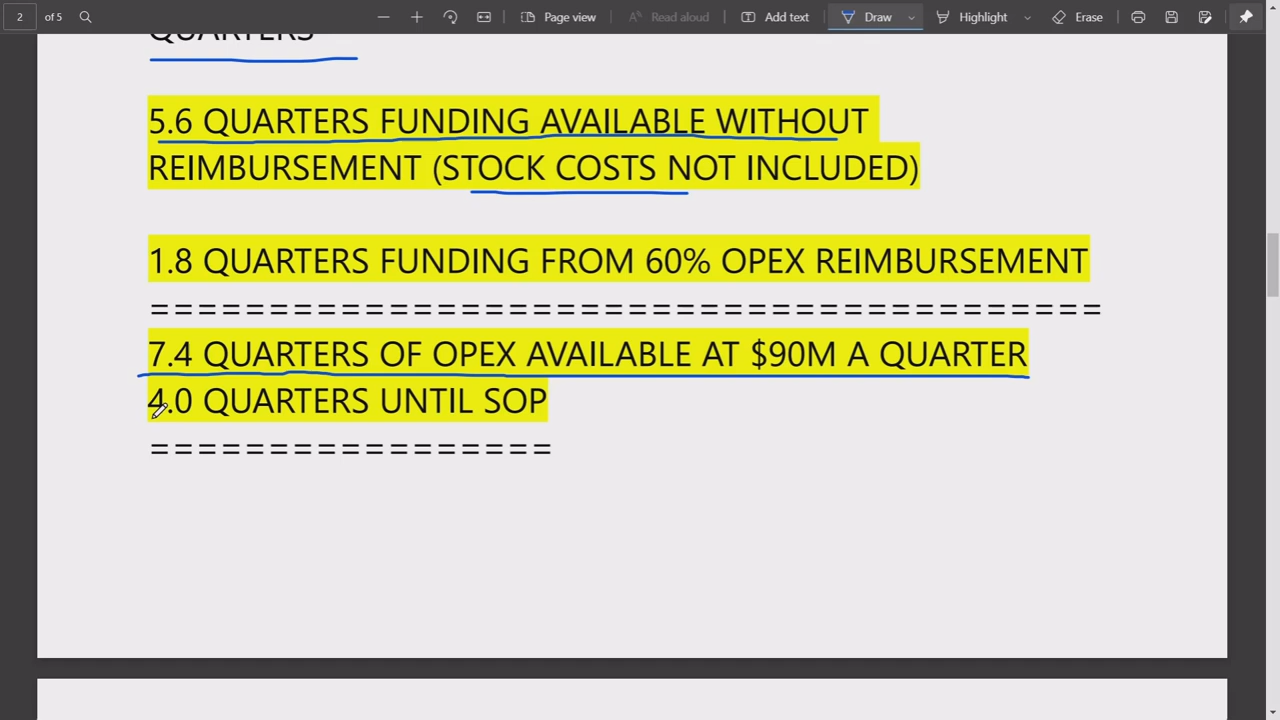 2 of 5 Page view Read aloud Add text Draw Highlight Erase
QUARTERS
5.6 QUARTERS FUNDING AVAILABLE WITHOUT
REIMBURSEMENT (STOCK COSTS NOT INCLUDED)
1.8 QUARTERS FUNDING FROM 60% OPEX REIMBURSEMENT
========================================
7.4 QUARTERS OF OPEX AVAILABLE AT $90M A QUARTER
4.0 QUARTERS UNTIL SOP
=================